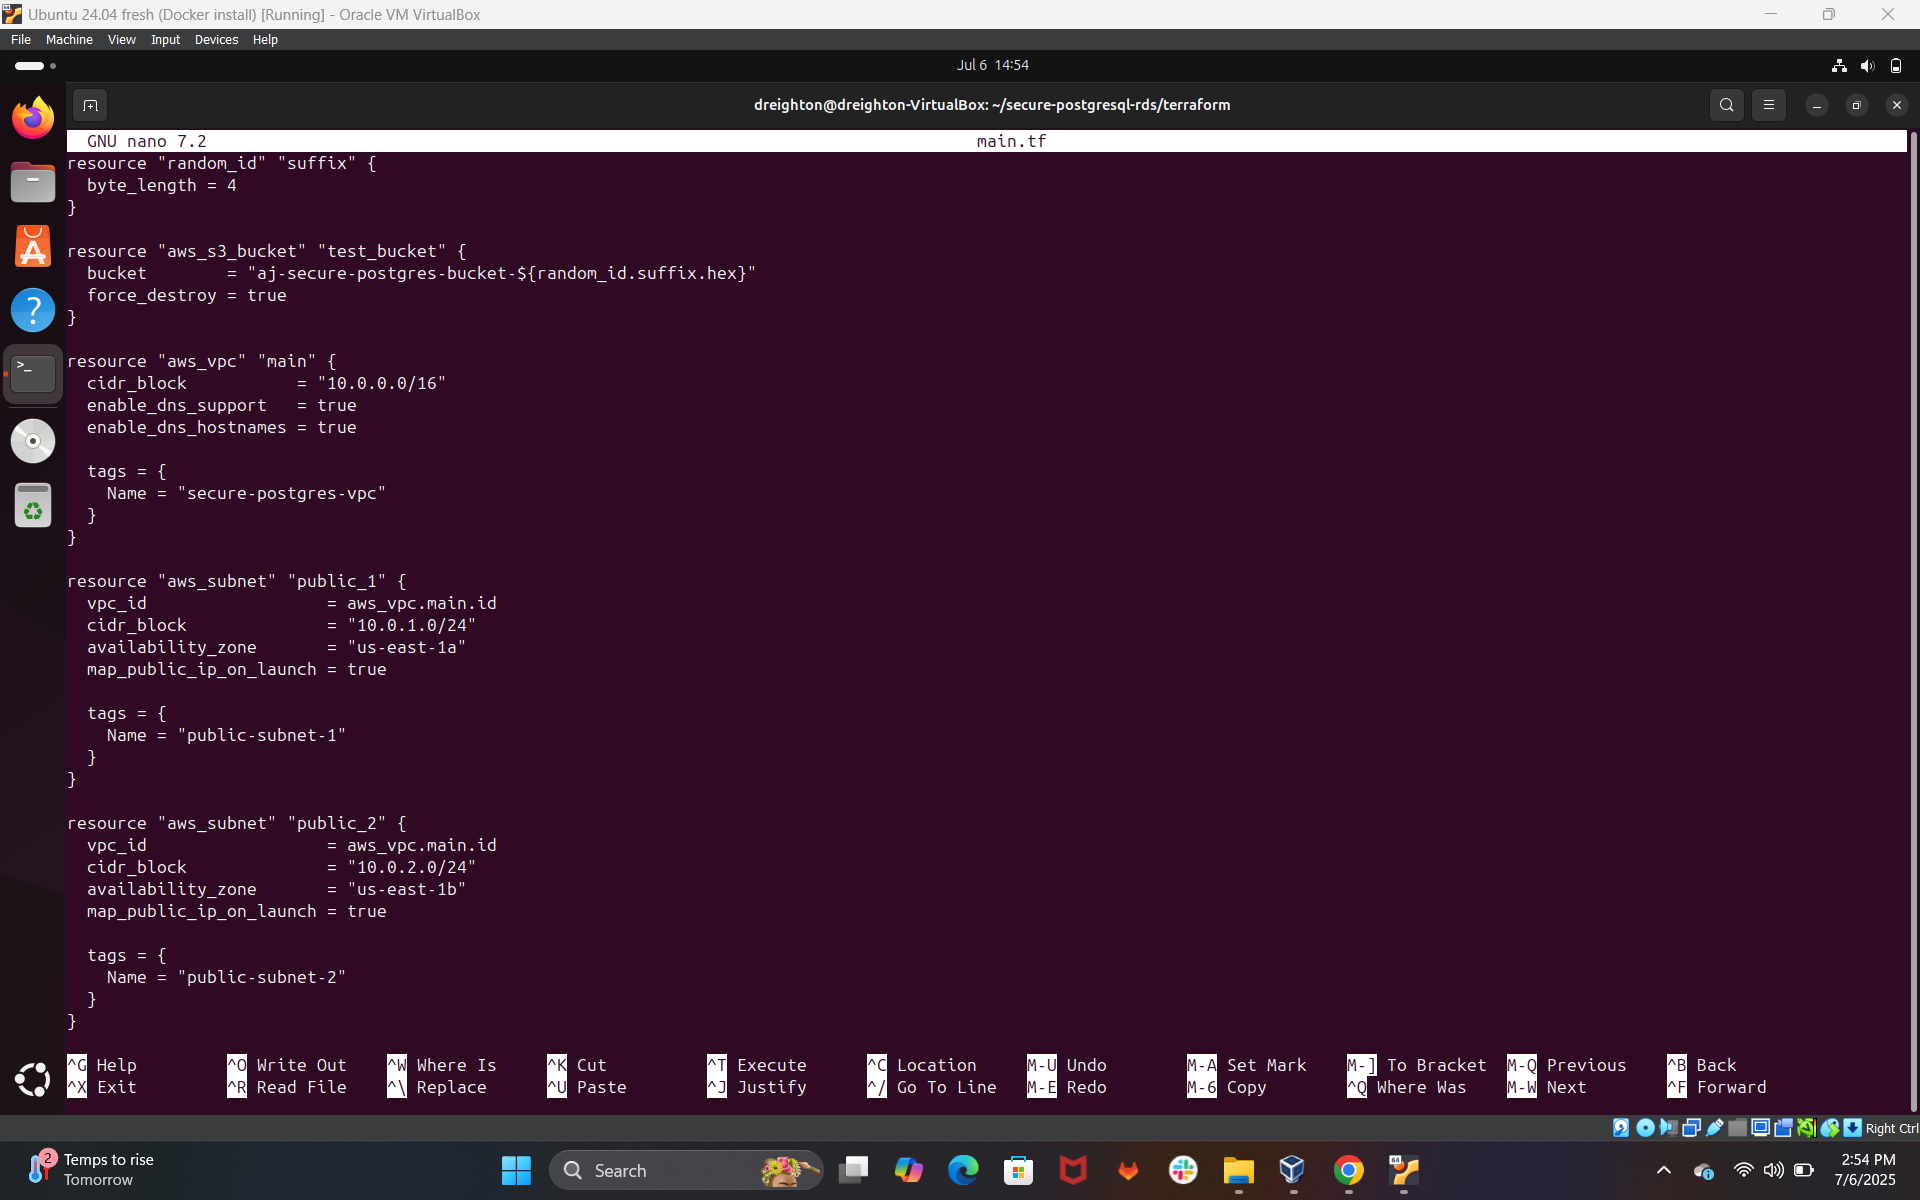 Ubuntu 24.04 fresh (Docker install) [Running] - Oracle VM VirtualBox
File Machine View Input Devices Help
Jul 6 14:54
dreighton@dreighton-VirtualBox: ~/secure-postgresql-rds/terraform
GNU nano 7.2 main.tf
resource "random_id" "suffix" {
  byte_length = 4
}

resource "aws_s3_bucket" "test_bucket" {
  bucket        = "aj-secure-postgres-bucket-${random_id.suffix.hex}"
  force_destroy = true
}

resource "aws_vpc" "main" {
  cidr_block           = "10.0.0.0/16"
  enable_dns_support   = true
  enable_dns_hostnames = true

  tags = {
    Name = "secure-postgres-vpc"
  }
}

resource "aws_subnet" "public_1" {
  vpc_id                  = aws_vpc.main.id
  cidr_block              = "10.0.1.0/24"
  availability_zone       = "us-east-1a"
  map_public_ip_on_launch = true

  tags = {
    Name = "public-subnet-1"
  }
}

resource "aws_subnet" "public_2" {
  vpc_id                  = aws_vpc.main.id
  cidr_block              = "10.0.2.0/24"
  availability_zone       = "us-east-1b"
  map_public_ip_on_launch = true

  tags = {
    Name = "public-subnet-2"
  }
}

^G Help ^O Write Out ^W Where Is ^K Cut ^T Execute ^C Location M-U Undo M-A Set Mark M-] To Bracket M-Q Previous ^B Back
^X Exit ^R Read File ^\ Replace ^U Paste ^J Justify ^/ Go To Line M-E Redo M-6 Copy ^Q Where Was M-W Next ^F Forward
Right Ctrl
2
Temps to rise
Tomorrow
Search
2:54 PM
7/6/2025